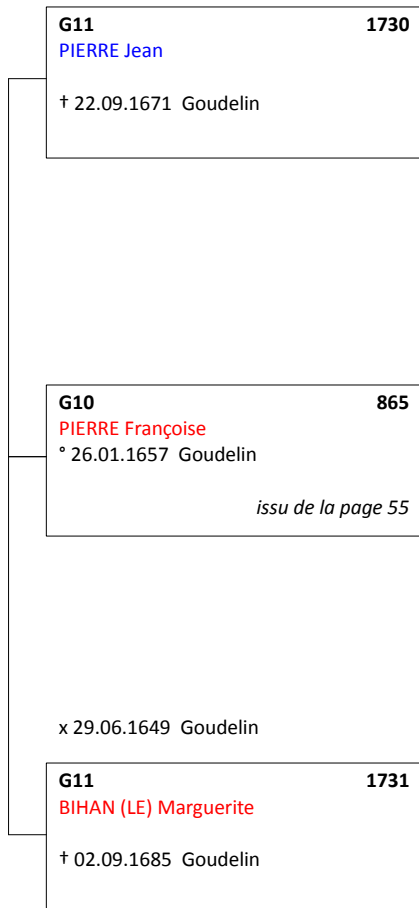 G11 1730
PIERRE Jean
† 22.09.1671 Goudelin
G10 865
PIERRE Françoise
° 26.01.1657 Goudelin
issu de la page 55
x 29.06.1649 Goudelin
G11 1731
BIHAN (LE) Marguerite
† 02.09.1685 Goudelin